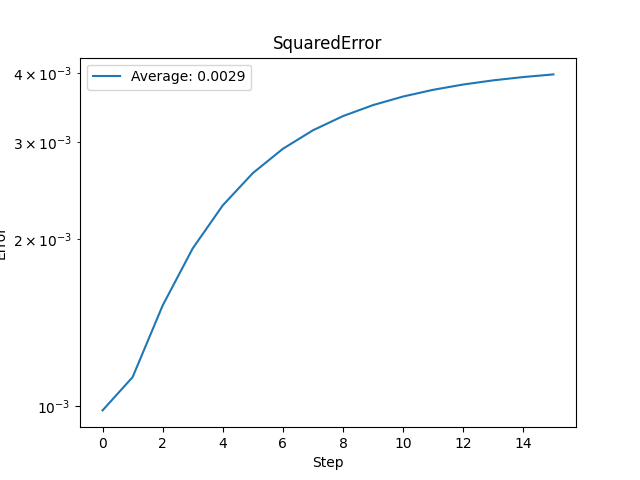 SquaredError
Average: 0.0029
4 × 10⁻³
3 × 10⁻³
2 × 10⁻³
10⁻³
Error
0 2 4 6 8 10 12 14
Step